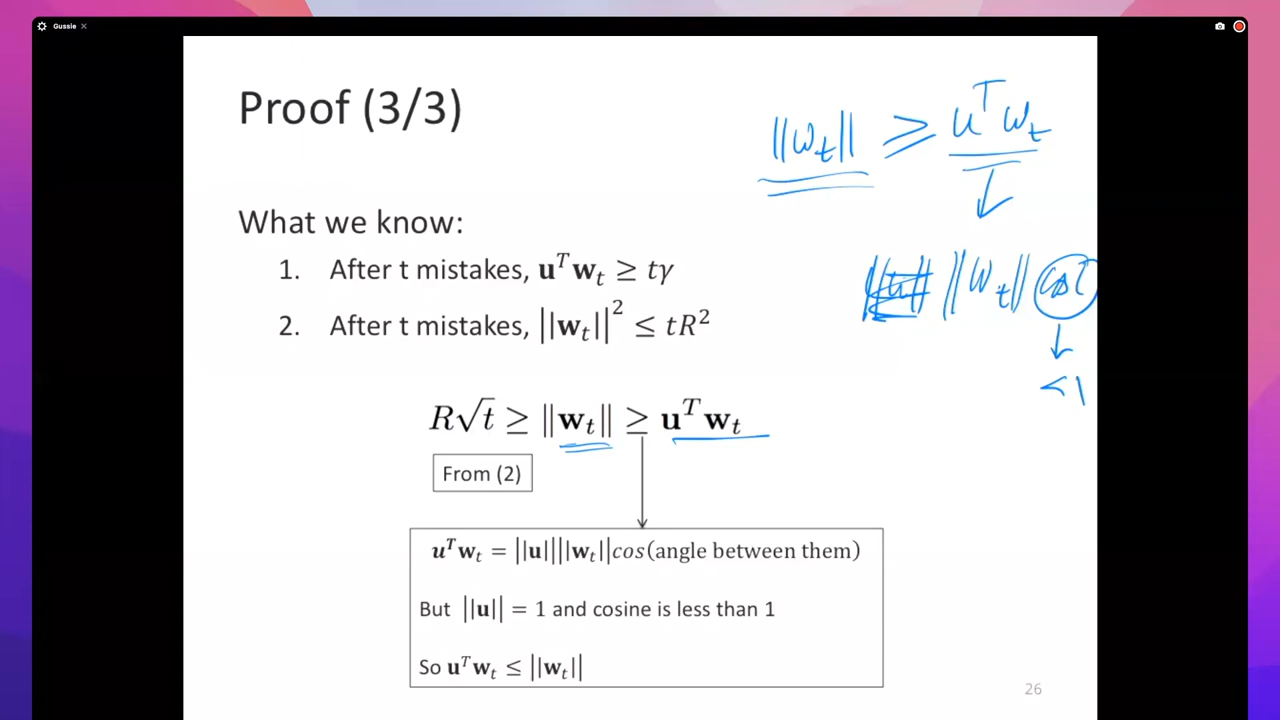 Gussie
Proof (3/3)
||w_t|| ≥ u^T w_t
What we know:
1. After t mistakes, u^T w_t ≥ tγ
2. After t mistakes, ||w_t||^2 ≤ tR^2
||w_t||
< 1
R√t ≥ ||w_t|| ≥ u^T w_t
From (2)
u^T w_t = ||u||||w_t||cos(angle between them)
But ||u|| = 1 and cosine is less than 1
So u^T w_t ≤ ||w_t||
26